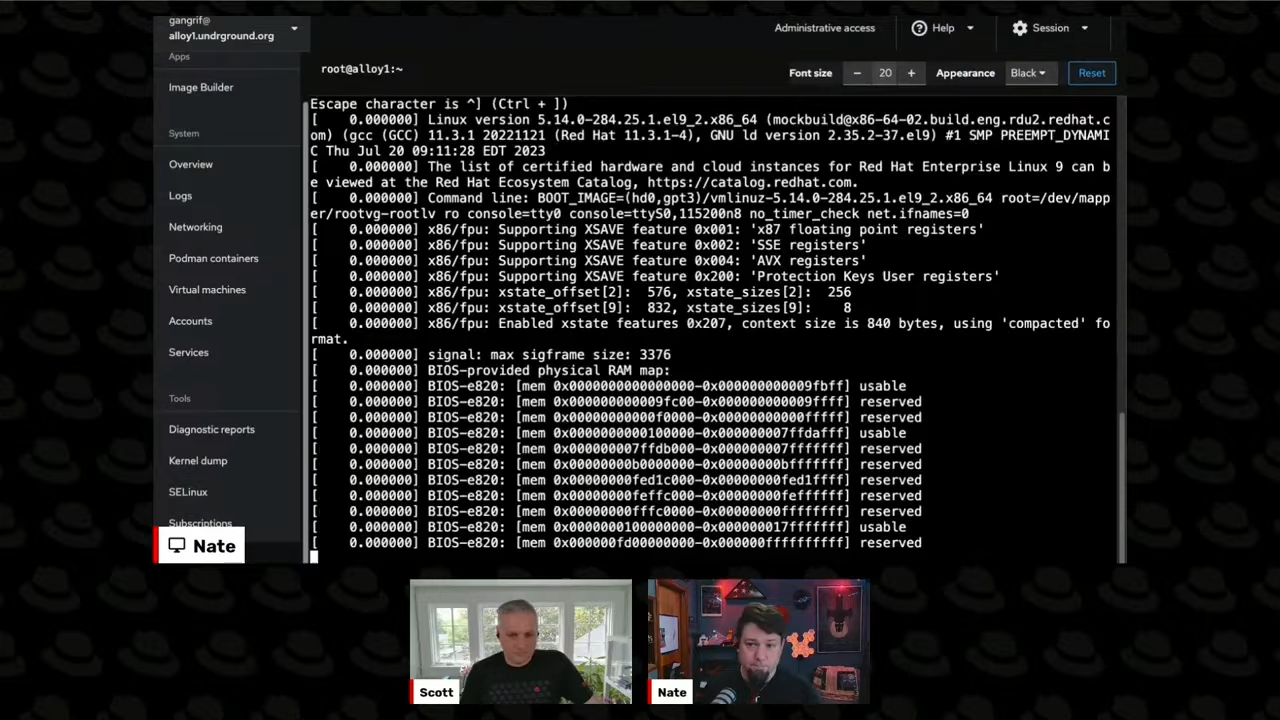 gangrif@
alloy1.undrground.org
Administrative access
Help
Session
Apps
Image Builder
System
Overview
Logs
Networking
Podman containers
Virtual machines
Accounts
Services
Tools
Diagnostic reports
Kernel dump
SELinux
Subscriptions
root@alloy1:~
Font size
20
Appearance
Black
Reset
Escape character is ^] (Ctrl + ])
[    0.000000] Linux version 5.14.0-284.25.1.el9_2.x86_64 (mockbuild@x86-64-02.build.eng.rdu2.redhat.c
om) (gcc (GCC) 11.3.1 20221121 (Red Hat 11.3.1-4), GNU ld version 2.35.2-37.el9) #1 SMP PREEMPT_DYNAMI
C Thu Jul 20 09:11:28 EDT 2023
[    0.000000] The list of certified hardware and cloud instances for Red Hat Enterprise Linux 9 can b
e viewed at the Red Hat Ecosystem Catalog, https://catalog.redhat.com.
[    0.000000] Command line: BOOT_IMAGE=(hd0,gpt3)/vmlinuz-5.14.0-284.25.1.el9_2.x86_64 root=/dev/mapp
er/rootvg-rootlv ro console=tty0 console=ttyS0,115200n8 no_timer_check net.ifnames=0
[    0.000000] x86/fpu: Supporting XSAVE feature 0x001: 'x87 floating point registers'
[    0.000000] x86/fpu: Supporting XSAVE feature 0x002: 'SSE registers'
[    0.000000] x86/fpu: Supporting XSAVE feature 0x004: 'AVX registers'
[    0.000000] x86/fpu: Supporting XSAVE feature 0x200: 'Protection Keys User registers'
[    0.000000] x86/fpu: xstate_offset[2]:  576, xstate_sizes[2]:  256
[    0.000000] x86/fpu: xstate_offset[9]:  832, xstate_sizes[9]:    8
[    0.000000] x86/fpu: Enabled xstate features 0x207, context size is 840 bytes, using 'compacted' fo
rmat.
[    0.000000] signal: max sigframe size: 3376
[    0.000000] BIOS-provided physical RAM map:
[    0.000000] BIOS-e820: [mem 0x0000000000000000-0x000000000009fbff] usable
[    0.000000] BIOS-e820: [mem 0x000000000009fc00-0x000000000009ffff] reserved
[    0.000000] BIOS-e820: [mem 0x00000000000f0000-0x00000000000fffff] reserved
[    0.000000] BIOS-e820: [mem 0x0000000000100000-0x000000007ffdafff] usable
[    0.000000] BIOS-e820: [mem 0x000000007ffdb000-0x000000007fffffff] reserved
[    0.000000] BIOS-e820: [mem 0x00000000b0000000-0x00000000bfffffff] reserved
[    0.000000] BIOS-e820: [mem 0x00000000fed1c000-0x00000000fed1ffff] reserved
[    0.000000] BIOS-e820: [mem 0x00000000feffc000-0x00000000feffffff] reserved
[    0.000000] BIOS-e820: [mem 0x00000000fffc0000-0x00000000ffffffff] reserved
[    0.000000] BIOS-e820: [mem 0x0000000100000000-0x000000017fffffff] usable
[    0.000000] BIOS-e820: [mem 0x000000fd00000000-0x000000ffffffffff] reserved
Nate
Scott
Nate